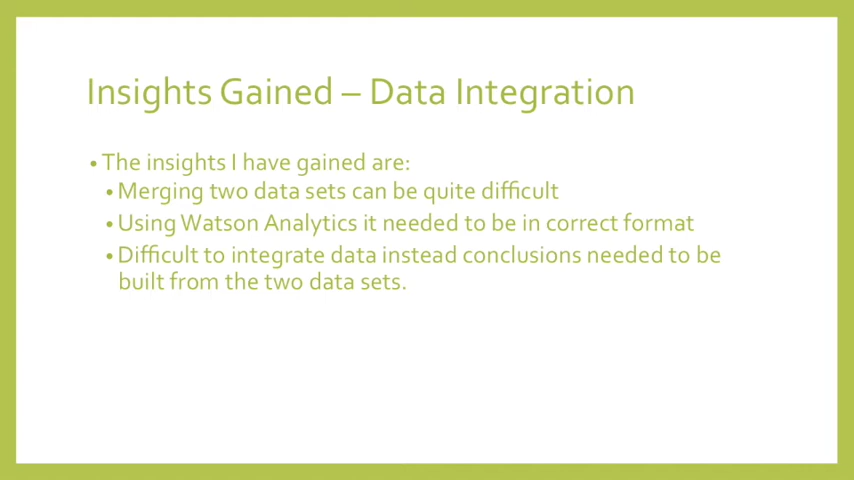 Insights Gained – Data Integration
• The insights I have gained are:
• Merging two data sets can be quite difficult
• Using Watson Analytics it needed to be in correct format
• Difficult to integrate data instead conclusions needed to be
built from the two data sets.